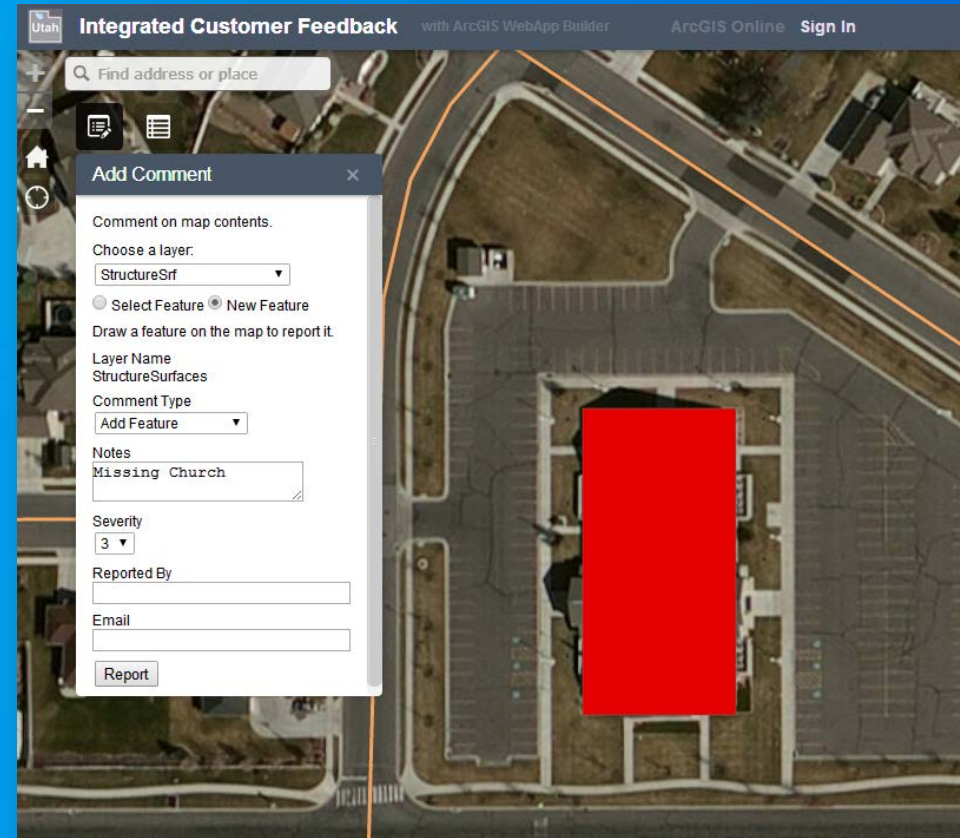 Utah Integrated Customer Feedback with ArcGIS WebApp Builder ArcGIS Online Sign In
Find address or place
Add Comment ×
Comment on map contents.
Choose a layer:
StructureSrf
Select Feature New Feature
Draw a feature on the map to report it.
Layer Name
StructureSurfaces
Comment Type
Add Feature
Notes
Missing Church
Severity
3
Reported By
Email
Report